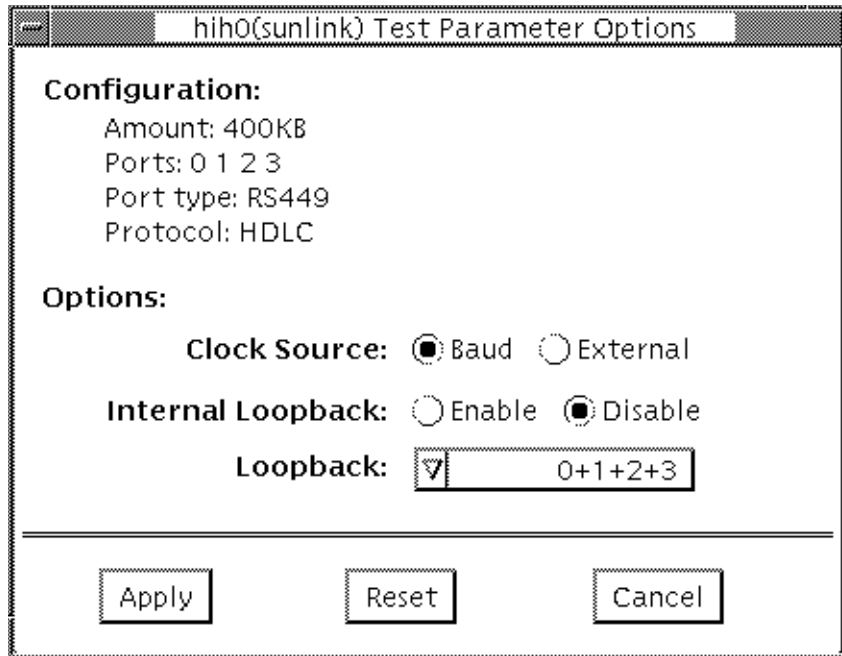 hih0(sunlink) Test Parameter Options
Configuration:
Amount: 400KB
Ports: 0 1 2 3
Port type: RS449
Protocol: HDLC
Options:
Clock Source: Baud External
Internal Loopback: Enable Disable
Loopback: 0+1+2+3
Apply Reset Cancel